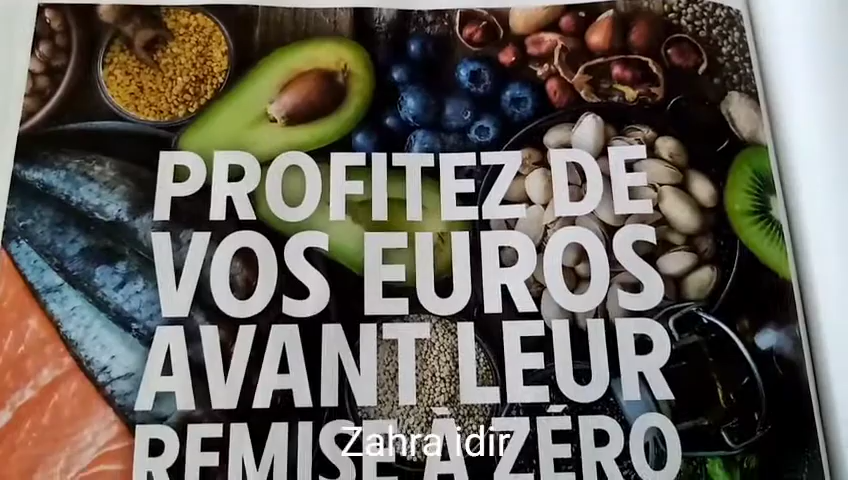 PROFITEZ DE
VOS EUROS
AVANT LEUR
REMISE À ZÉRO
Zahra idir